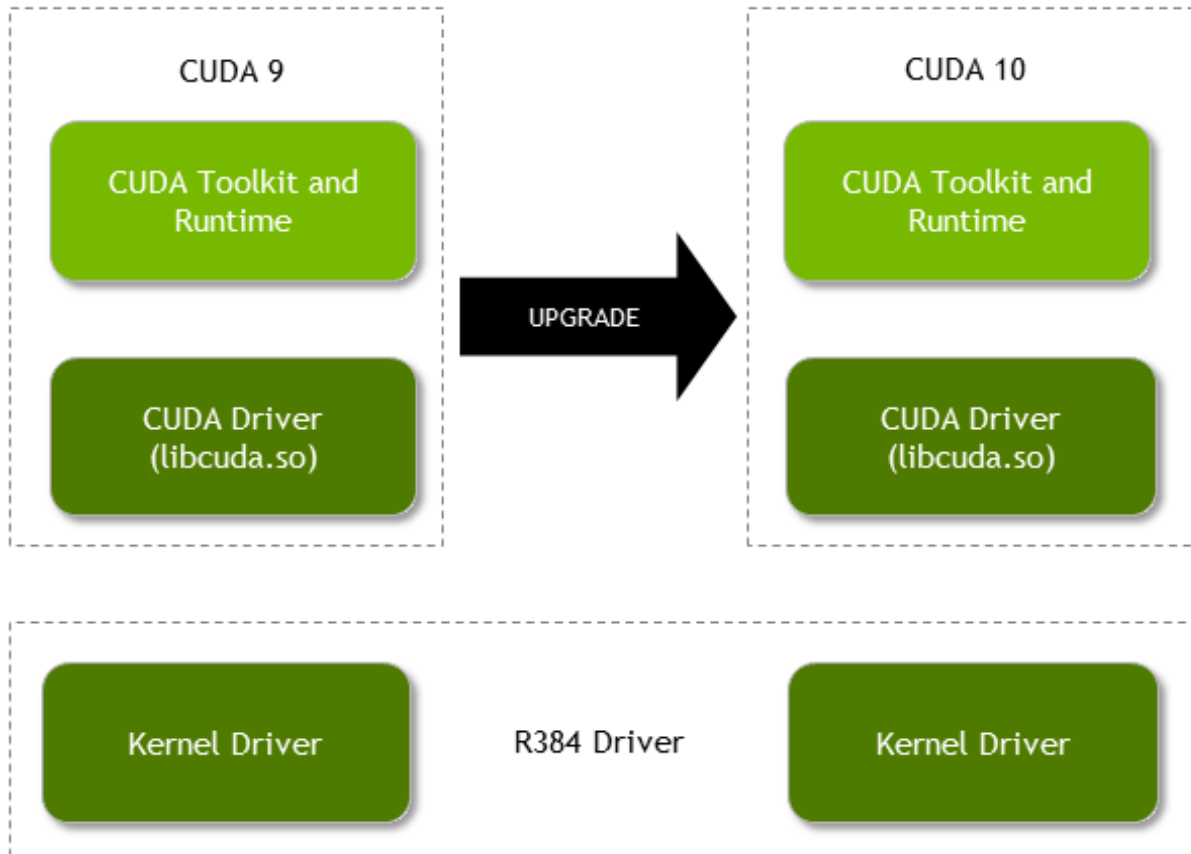 CUDA 9
CUDA Toolkit and
Runtime
CUDA Driver
(libcuda.so)
UPGRADE
CUDA 10
CUDA Toolkit and
Runtime
CUDA Driver
(libcuda.so)
Kernel Driver
R384 Driver
Kernel Driver